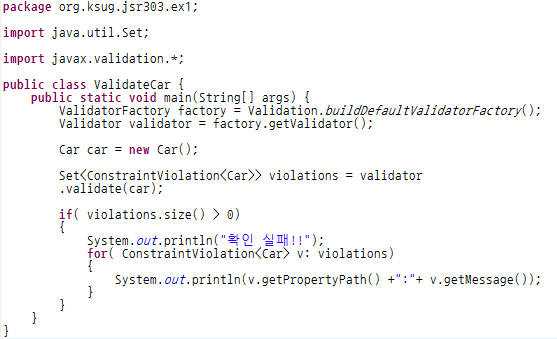 package org.ksug.jsr303.ex1;
import java.util.Set;
import javax.validation.*;
public class ValidateCar {
public static void main(String[] args) {
ValidatorFactory factory = Validation.buildDefaultValidatorFactory();
Validator validator = factory.getValidator();
Car car = new Car();
Set<ConstraintViolation<Car>> violations = validator
.validate(car);
if( violations.size() > 0)
{
System.out.println("확인 실패!!");
for( ConstraintViolation<Car> v: violations)
{
System.out.println(v.getPropertyPath() +":"+ v.getMessage());
}
}
}
}